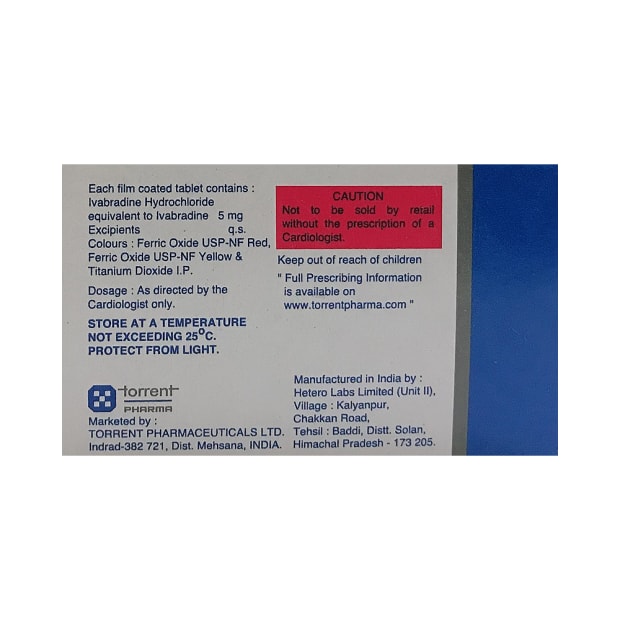 Each film coated tablet contains :
Ivabradine Hydrochloride
equivalent to Ivabradine 5 mg
Excipients q.s.
Colours : Ferric Oxide USP-NF Red,
Ferric Oxide USP-NF Yellow &
Titanium Dioxide I.P.
Dosage : As directed by the
Cardiologist only.
STORE AT A TEMPERATURE
NOT EXCEEDING 25°C.
PROTECT FROM LIGHT.
torrent
PHARMA
Marketed by :
TORRENT PHARMACEUTICALS LTD.
Indrad-382 721, Dist. Mehsana, INDIA.
CAUTION
Not to be sold by retail
without the prescription of a
Cardiologist.
Keep out of reach of children
" Full Prescribing Information
is available on
www.torrentpharma.com "
Manufactured in India by :
Hetero Labs Limited (Unit II),
Village : Kalyanpur,
Chakkan Road,
Tehsil : Baddi, Distt. Solan,
Himachal Pradesh - 173 205.